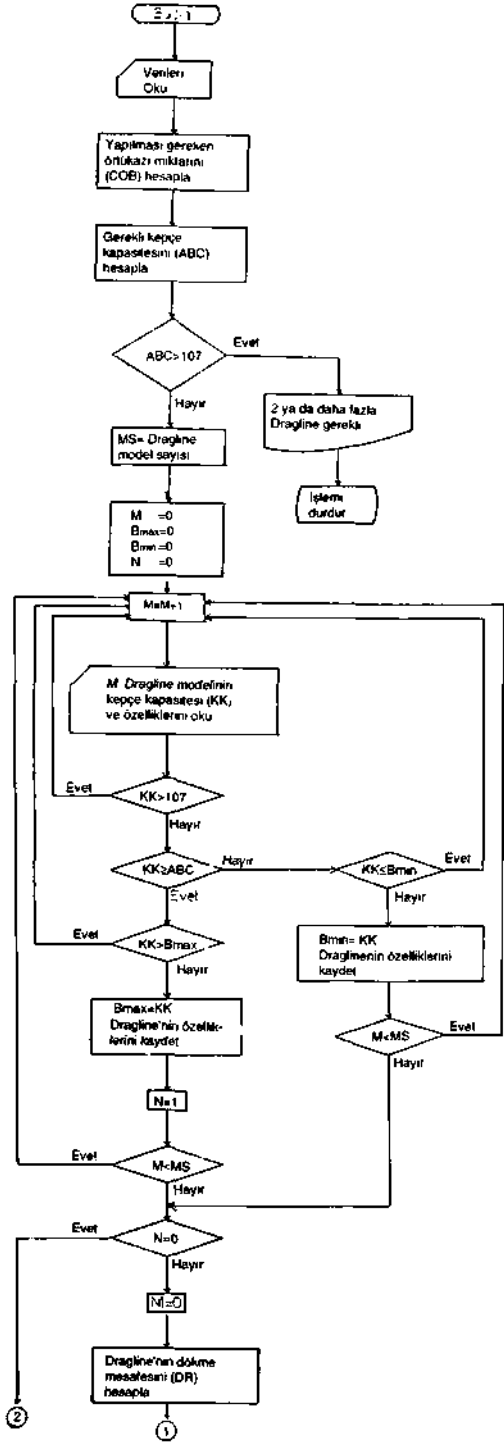 Verileri
Oku
Yapılması gereken
örtükazı miktarını
(COB) hesapla
Gerekli kepçe
kapasitesini (ABC)
hesapla
ABC>107
Evet
Hayır
2 ya da daha fazla
Dragline gerekli
İşlemi
durdur
MS= Dragline
model sayısı
M =0
Bmax=0
Bmin=0
N =0
M=M+1
M. Dragline modelinin
kepçe kapasitesi (KK)
ve özelliklerini oku
Evet
KK>107
Hayır
KK≥ABC
Hayır
KK≤Bmin
Evet
Evet
Hayır
Evet
KK>Bmax
Hayır
Bmin= KK
Draglinenin özelliklerini
kaydet
Bmax=KK
Dragline'nin özellik-
lerini kaydet
M<MS
Evet
Hayır
N=1
Evet
M<MS
Hayır
Evet
N=0
Hayır
N1=0
Dragline'nın dökme
mesafesini (DR)
hesapla
2
1